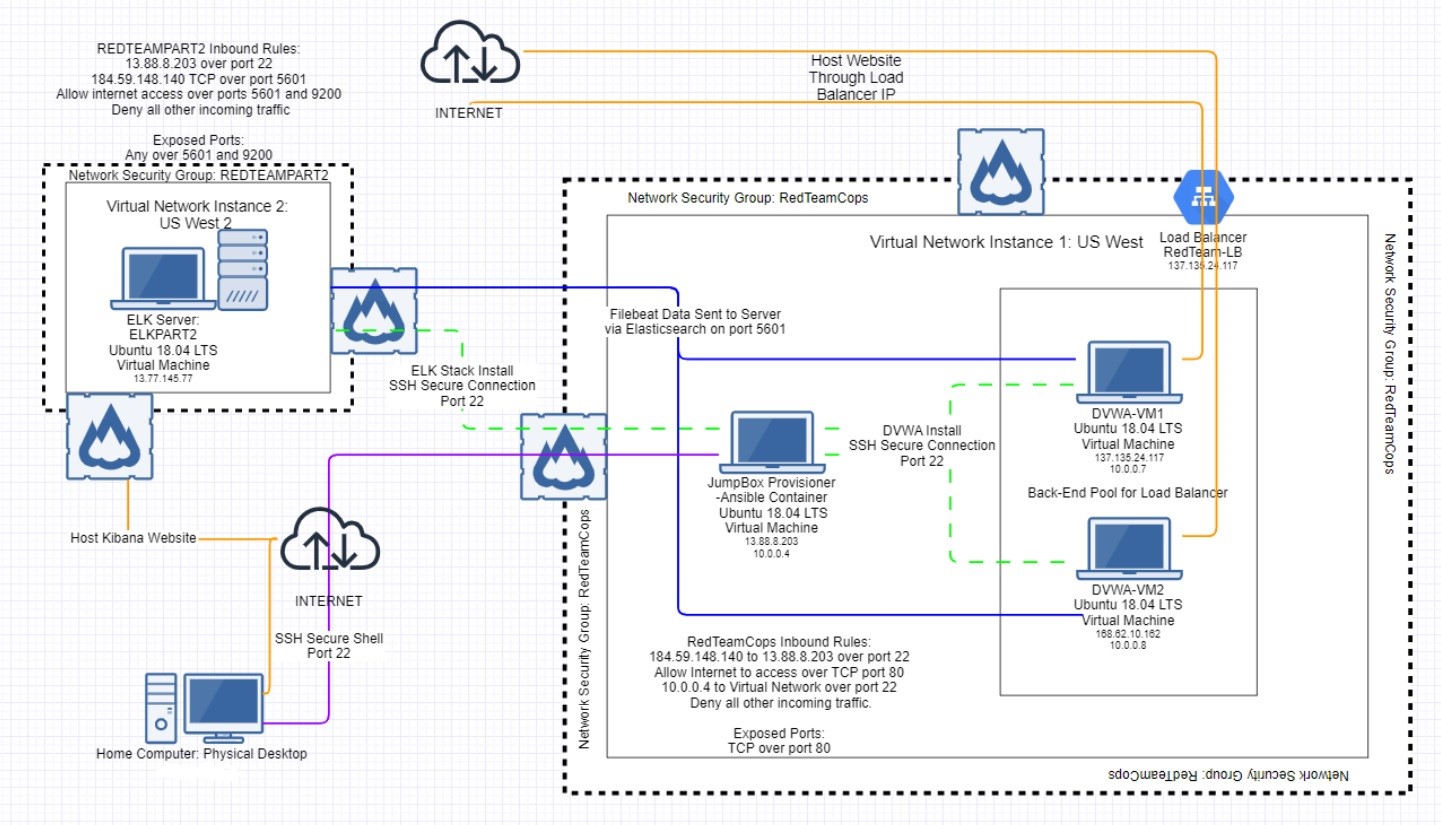 REDTEAMPART2 Inbound Rules:
13.88.8.203 over port 22
184.59.148.140 TCP over port 5601
Allow internet access over ports 5601 and 9200
Deny all other incoming traffic
Exposed Ports:
Any over 5601 and 9200
Network Security Group: REDTEAMPART2
Virtual Network Instance 2:
US West 2
ELK Server:
ELKPART2
Ubuntu 18.04 LTS
Virtual Machine
13.77.145.77
INTERNET
Host Website
Through Load
Balancer IP
Network Security Group: RedTeamCops
Virtual Network Instance 1: US West
Load Balancer
RedTeam-LB
137.135.24.117
Network Security Group: RedTeamCops
Filebeat Data Sent to Server
via Elasticsearch on port 5601
ELK Stack Install
SSH Secure Connection
Port 22
DVWA Install
SSH Secure Connection
Port 22
DVWA-VM1
Ubuntu 18.04 LTS
Virtual Machine
137.135.24.117
10.0.0.7
Back-End Pool for Load Balancer
JumpBox Provisioner
-Ansible Container
Ubuntu 18.04 LTS
Virtual Machine
13.88.8.203
10.0.0.4
DVWA-VM2
Ubuntu 18.04 LTS
Virtual Machine
168.62.10.162
10.0.0.8
Host Kibana Website
INTERNET
SSH Secure Shell
Port 22
Home Computer: Physical Desktop
Network Security Group: RedTeamCops
RedTeamCops Inbound Rules:
184.59.148.140 to 13.88.8.203 over port 22
Allow Internet to access over TCP port 80
10.0.0.4 to Virtual Network over port 22
Deny all other incoming traffic.
Exposed Ports:
TCP over port 80
Network Security Group: RedTeamCops